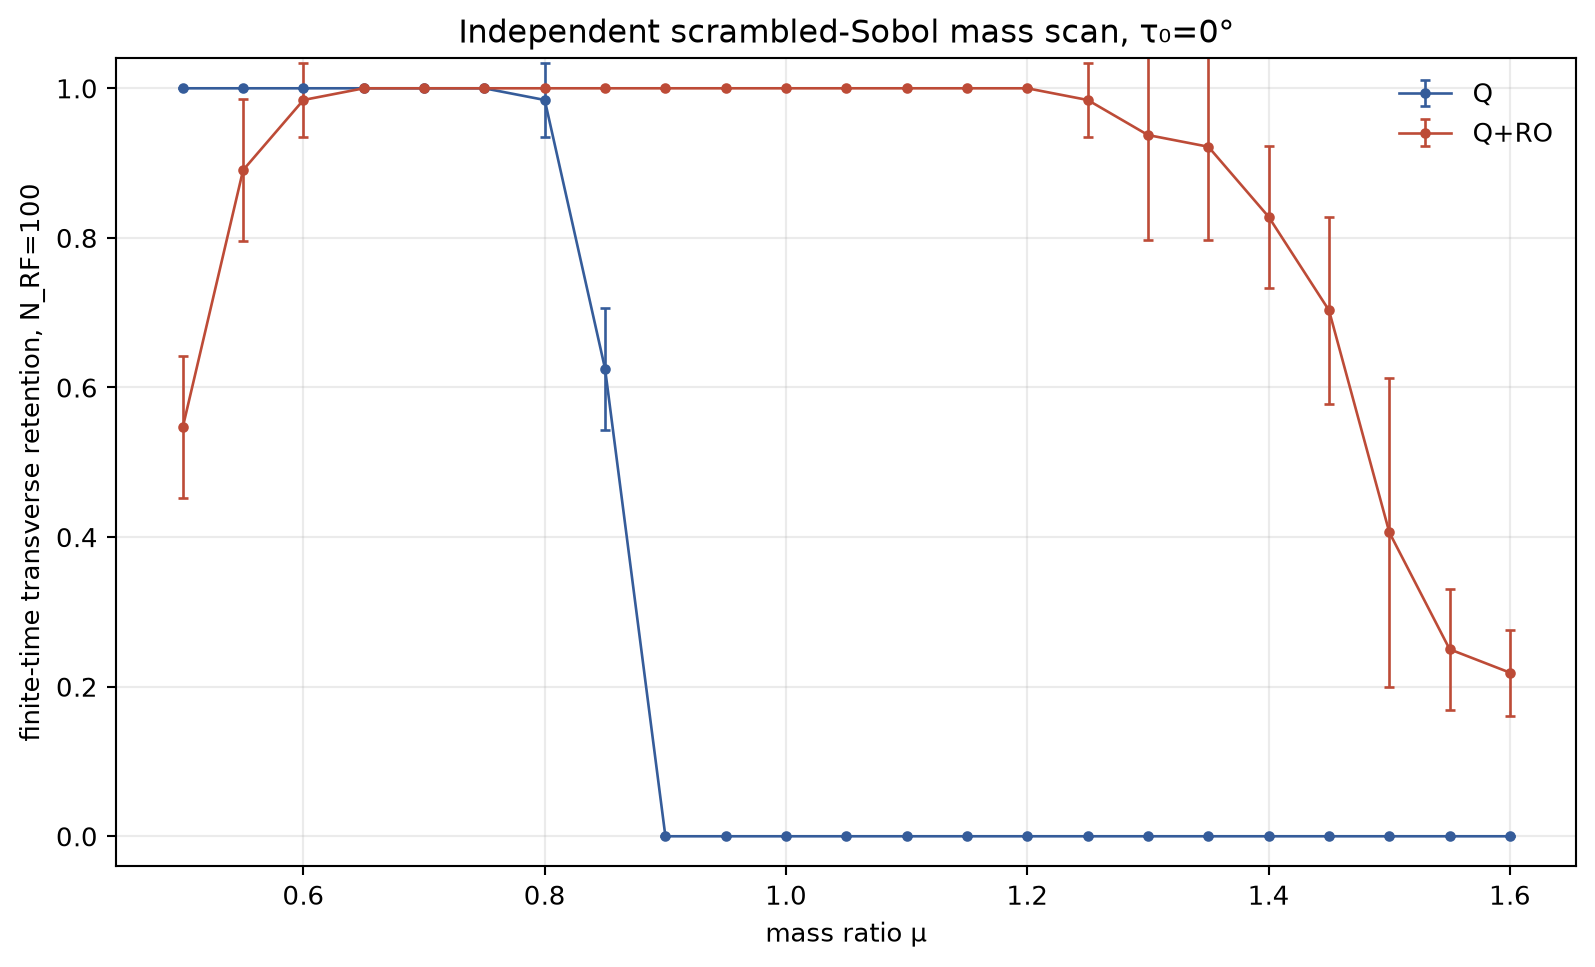 Independent scrambled-Sobol mass scan, τ₀=0°
Q
Q+RO
finite-time transverse retention, N_RF=100
1.0
0.8
0.6
0.4
0.2
0.0
0.6
0.8
1.0
1.2
1.4
1.6
mass ratio μ